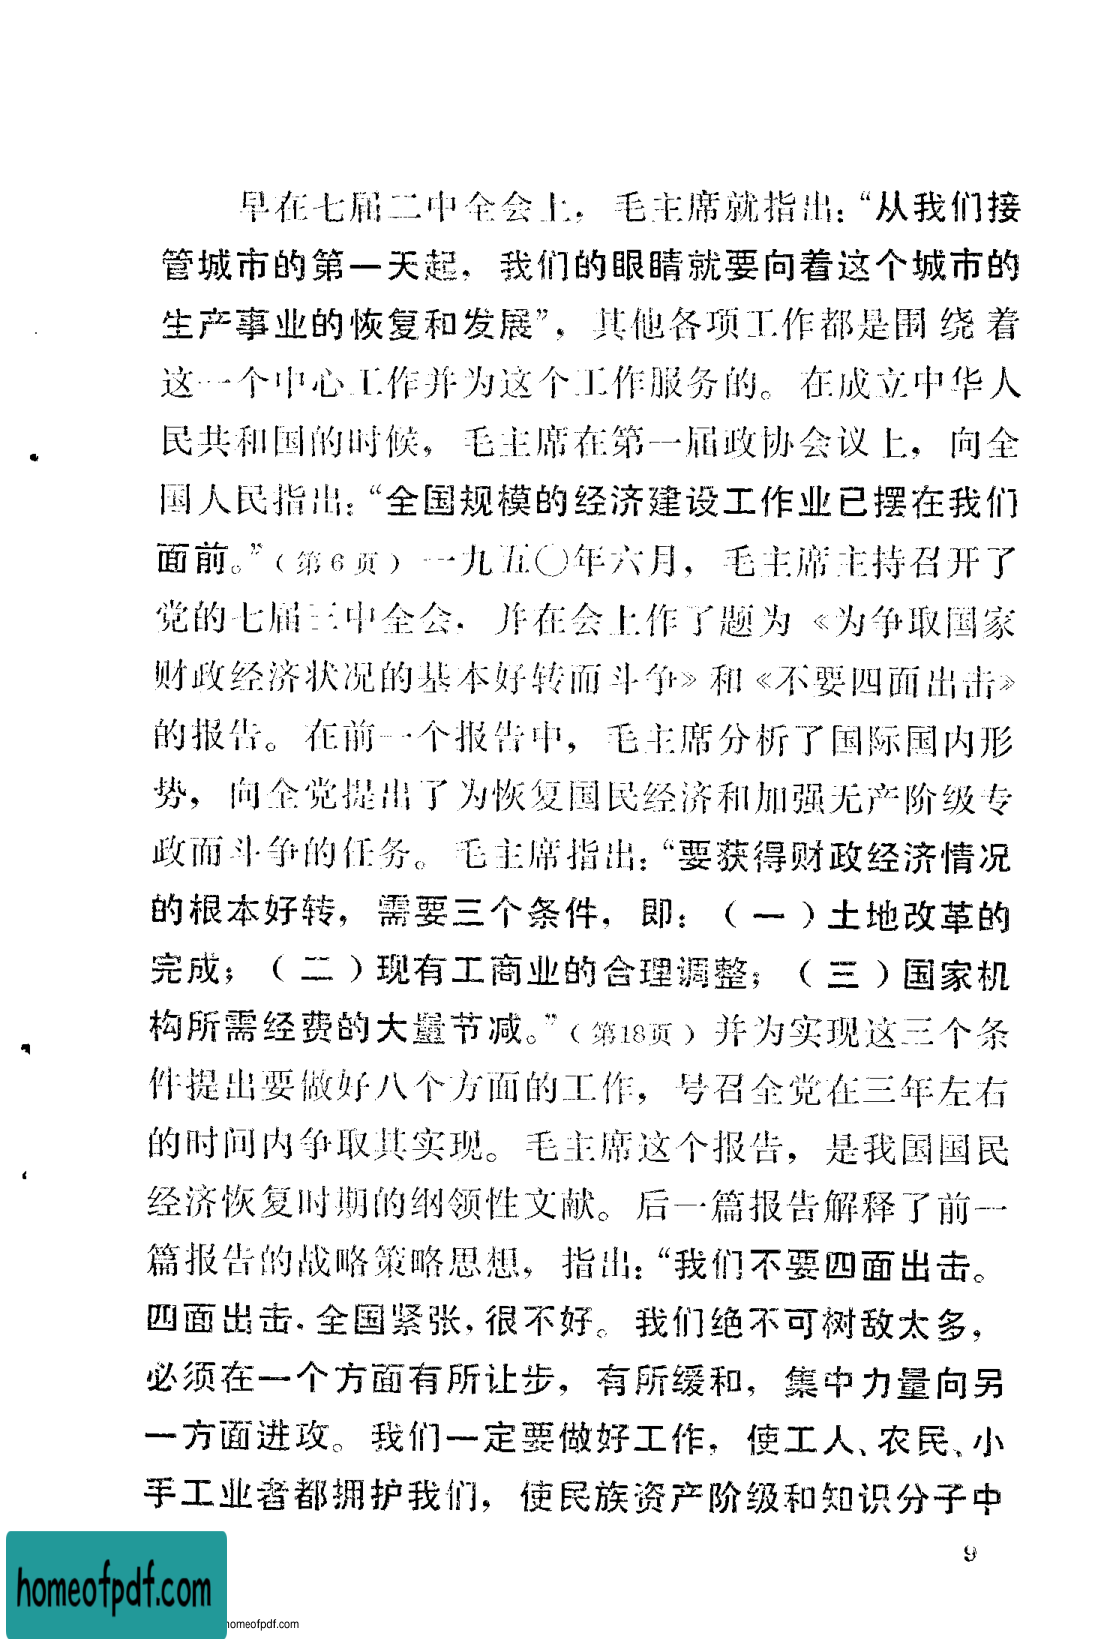 早在七届二中全会上，毛主席就指出：“从我们接
管城市的第一天起，我们的眼睛就要向着这个城市的
生产事业的恢复和发展”，其他各项工作都是围绕着
这一个中心工作并为这个工作服务的。在成立中华人
民共和国的时候，毛主席在第一届政协会议上，向全
国人民指出：“全国规模的经济建设工作业已摆在我们
面前。”（第6页）一九五〇年六月，毛主席主持召开了
党的七届三中全会，并在会上作了题为《为争取国家
财政经济状况的基本好转而斗争》和《不要四面出击》
的报告。在前一个报告中，毛主席分析了国际国内形
势，向全党提出了为恢复国民经济和加强无产阶级专
政而斗争的任务。毛主席指出：“要获得财政经济情况
的根本好转，需要三个条件，即：（一）土地改革的
完成；（二）现有工商业的合理调整；（三）国家机
构所需经费的大量节减。”（第18页）并为实现这三个条
件提出要做好八个方面的工作，号召全党在三年左右
的时间内争取其实现。毛主席这个报告，是我国国民
经济恢复时期的纲领性文献。后一篇报告解释了前一
篇报告的战略策略思想，指出：“我们不要四面出击。
四面出击，全国紧张，很不好。我们绝不可树敌太多，
必须在一个方面有所让步，有所缓和，集中力量向另
一方面进攻。我们一定要做好工作，使工人、农民、小
手工业者都拥护我们，使民族资产阶级和知识分子中
9
homeofpdf.com
homeofpdf.com